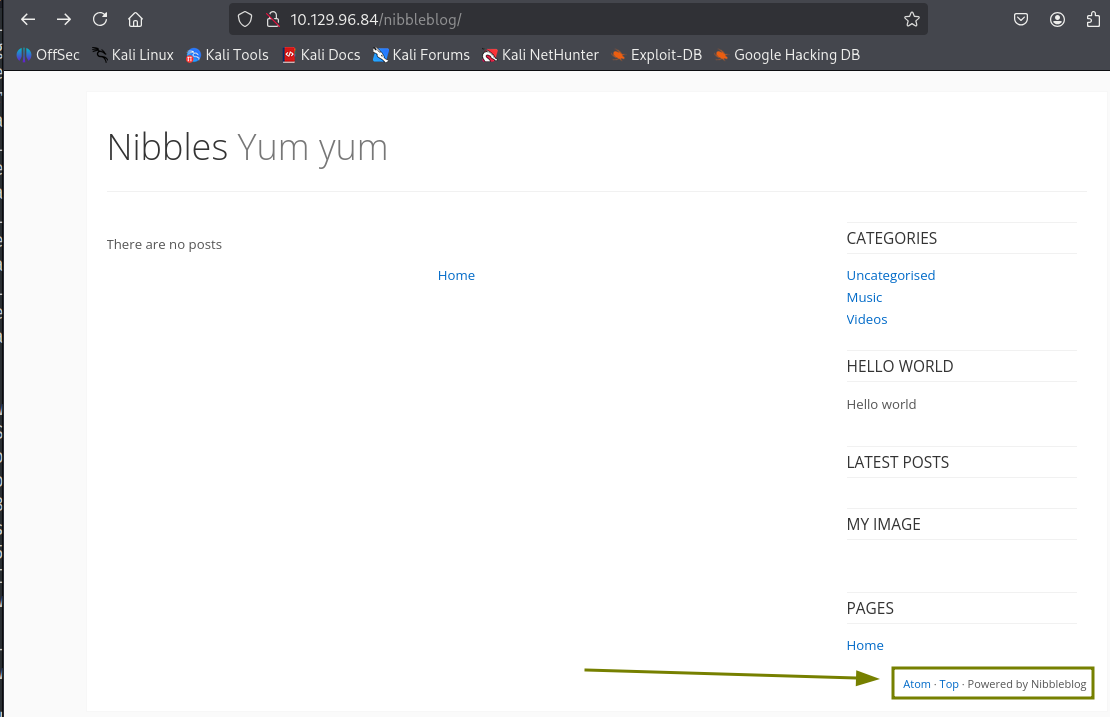 10.129.96.84/nibbleblog/
OffSec Kali Linux Kali Tools Kali Docs Kali Forums Kali NetHunter Exploit-DB Google Hacking DB
Nibbles Yum yum
There are no posts
Home
CATEGORIES
Uncategorised
Music
Videos
HELLO WORLD
Hello world
LATEST POSTS
MY IMAGE
PAGES
Home
Atom · Top · Powered by Nibbleblog